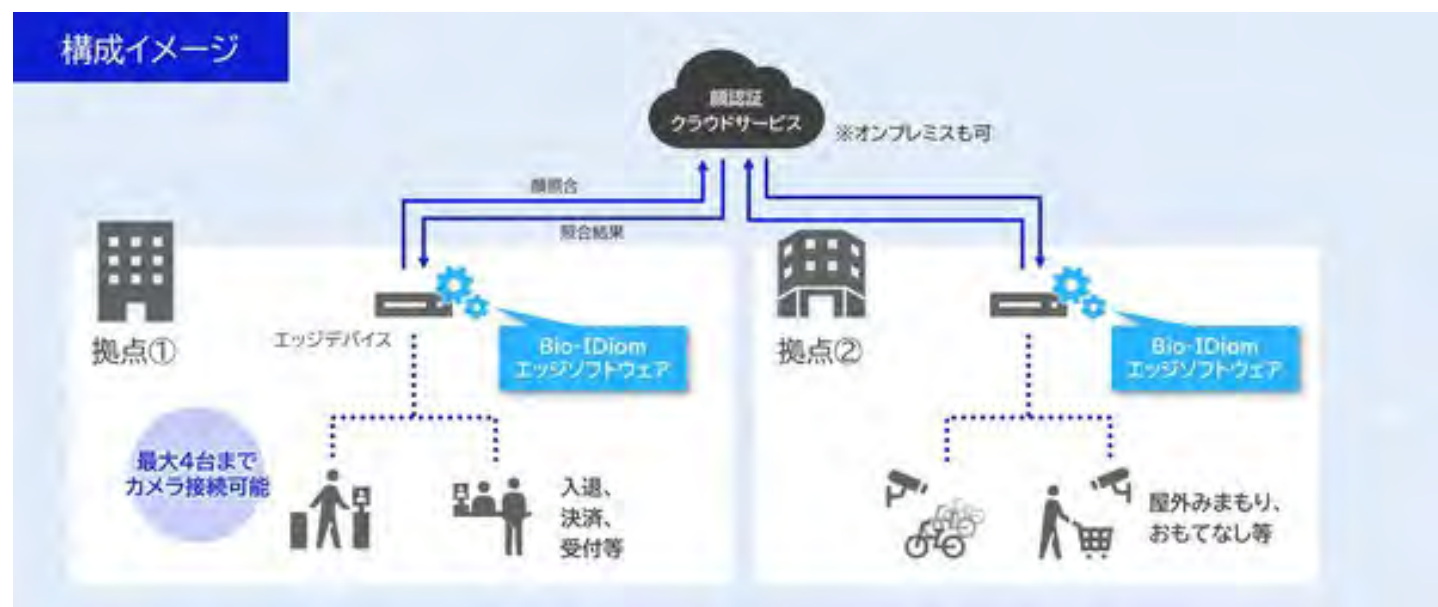 構成イメージ
顔認証
クラウドサービス
※オンプレミスも可
顔照合
照合結果
エッジデバイス
拠点①
Bio-IDiom
エッジソフトウェア
拠点②
Bio-IDiom
エッジソフトウェア
最大4台まで
カメラ接続可能
入退、
決済、
受付等
屋外みまもり、
おもてなし等